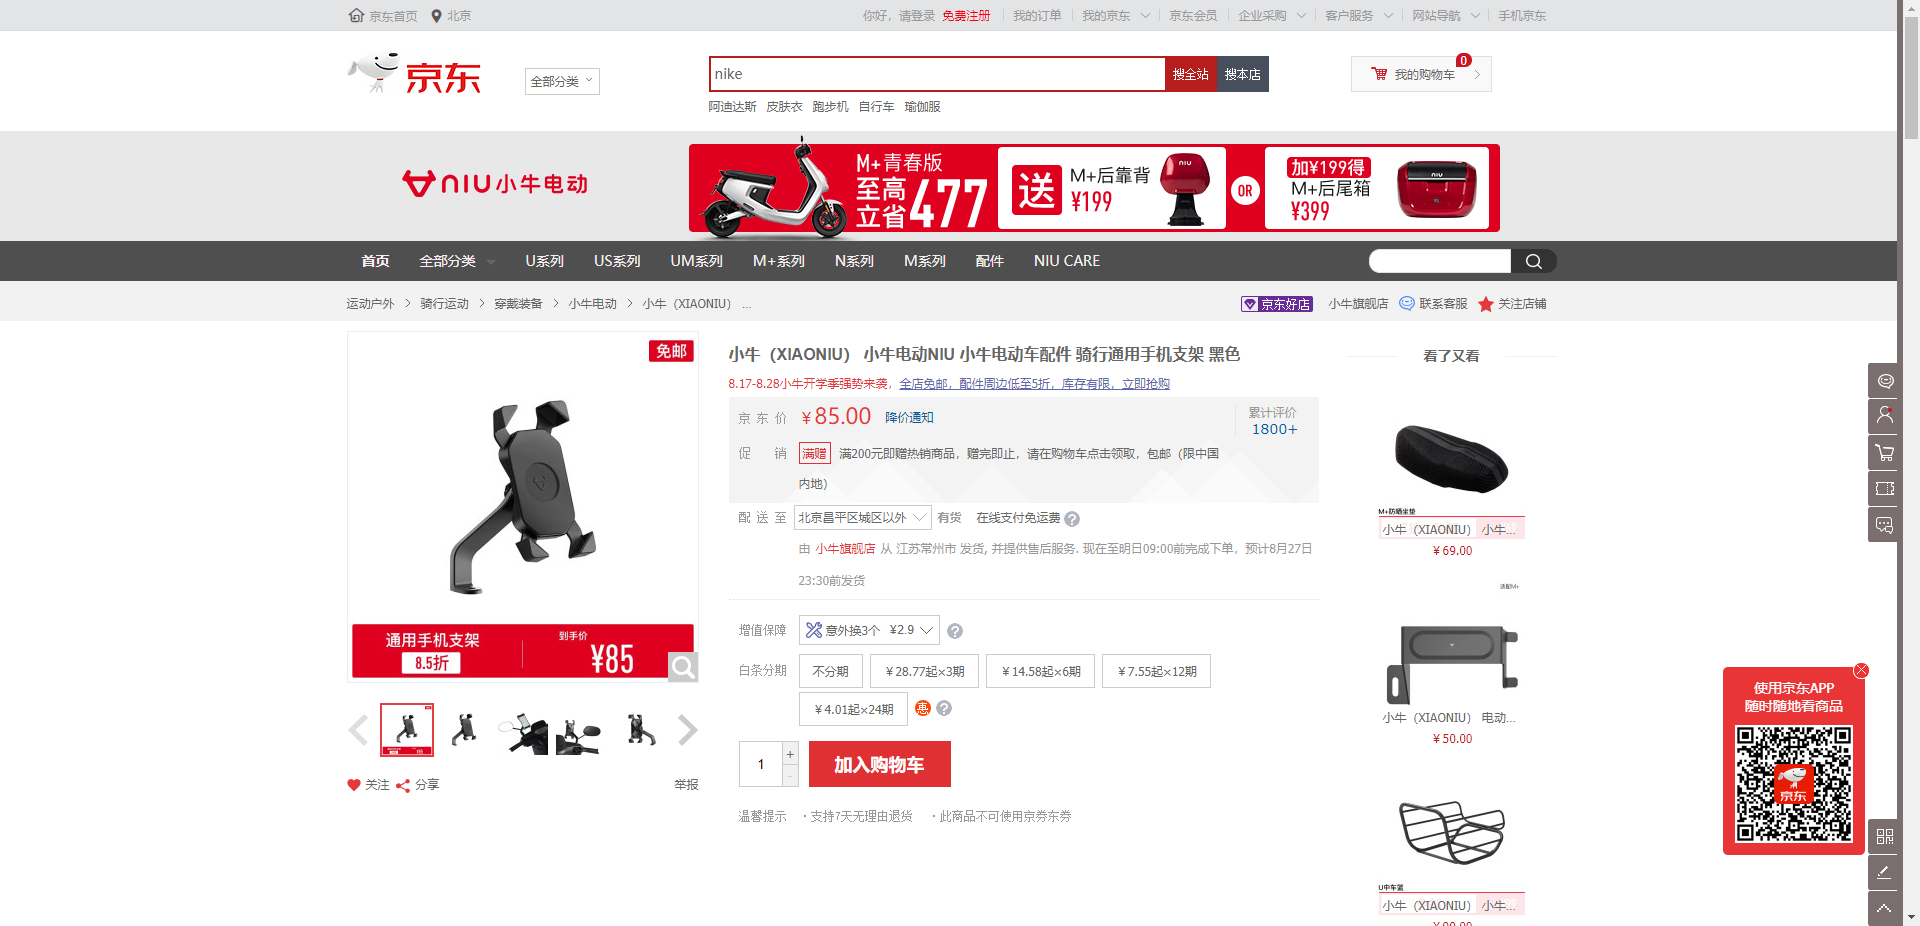 京东首页 北京 你好，请登录 免费注册 我的订单 我的京东 京东会员 企业采购 客户服务 网站导航 手机京东
京东 全部分类 nike 搜全站 搜本店 我的购物车 0
阿迪达斯 皮肤衣 跑步机 自行车 瑜伽服
NIU小牛电动
M+青春版
至高
立省477
送
M+后靠背
¥199
OR
加¥199得
M+后尾箱
¥399
首页 全部分类 U系列 US系列 UM系列 M+系列 N系列 M系列 配件 NIU CARE
运动户外 > 骑行运动 > 穿戴装备 > 小牛电动 > 小牛（XIAONIU） ...
京东好店 小牛旗舰店 联系客服 关注店铺
免邮
通用手机支架
8.5折
到手价
¥85
关注 分享 举报
小牛（XIAONIU） 小牛电动NIU 小牛电动车配件 骑行通用手机支架 黑色
8.17-8.28小牛开学季强势来袭，全店免邮，配件周边低至5折，库存有限，立即抢购
京 东 价 ￥85.00 降价通知
累计评价
1800+
促 销 满赠 满200元即赠热销商品，赠完即止，请在购物车点击领取，包邮（限中国
内地）
配 送 至 北京昌平区城区以外 有货 在线支付免运费
由 小牛旗舰店 从 江苏常州市 发货, 并提供售后服务. 现在至明日09:00前完成下单，预计8月27日
23:30前发货
增值保障 意外换3个 ¥2.9
白条分期 不分期 ￥28.77起×3期 ￥14.58起×6期 ￥7.55起×12期
￥4.01起×24期 惠
1 + - 加入购物车
温馨提示 ·支持7天无理由退货 ·此商品不可使用京券东券
看了又看
M+防晒坐垫
小牛（XIAONIU） 小牛...
￥69.00
适配M+
小牛（XIAONIU） 电动...
￥50.00
U中车篮
小牛（XIAONIU） 小牛...
使用京东APP
随时随地看商品
京东